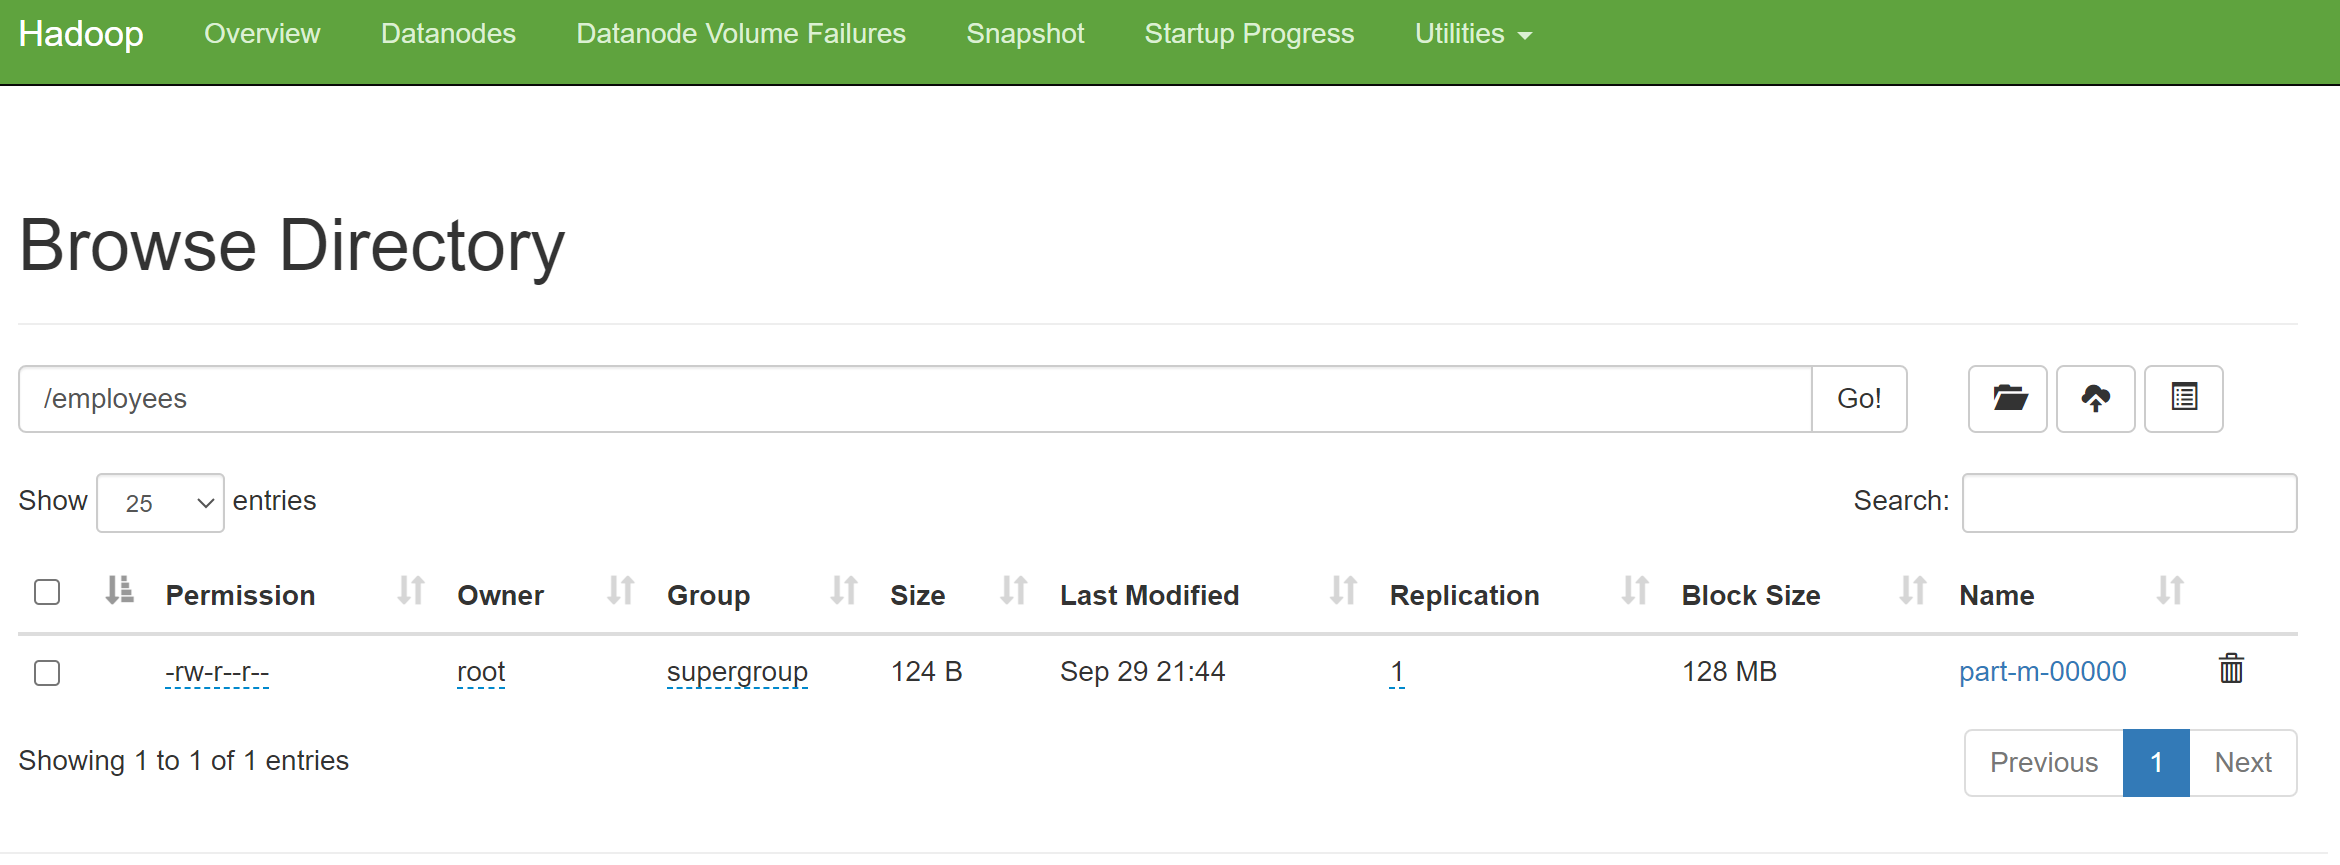 Hadoop Overview Datanodes Datanode Volume Failures Snapshot Startup Progress Utilities
Browse Directory
/employees Go!
Show 25 entries Search:
Permission Owner Group Size Last Modified Replication Block Size Name
-rw-r--r-- root supergroup 124 B Sep 29 21:44 1 128 MB part-m-00000
Showing 1 to 1 of 1 entries Previous 1 Next